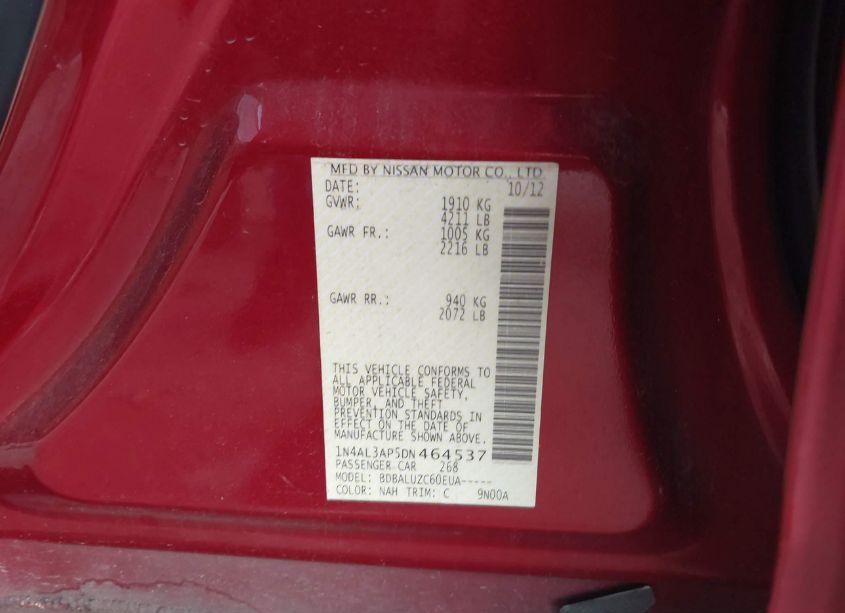 MFD BY NISSAN MOTOR CO., LTD
DATE: 10/12
GVWR: 1910 KG
4211 LB
GAWR FR.: 1005 KG
2216 LB
GAWR RR.: 940 KG
2072 LB
THIS VEHICLE CONFORMS TO
ALL APPLICABLE FEDERAL
MOTOR VEHICLE SAFETY,
BUMPER, AND THEFT
PREVENTION STANDARDS IN
EFFECT ON THE DATE OF
MANUFACTURE SHOWN ABOVE.
1N4AL3AP5DN464537
PASSENGER CAR 268
MODEL: BDBALUZC60EUA-----
COLOR: NAH TRIM: C 9N00A